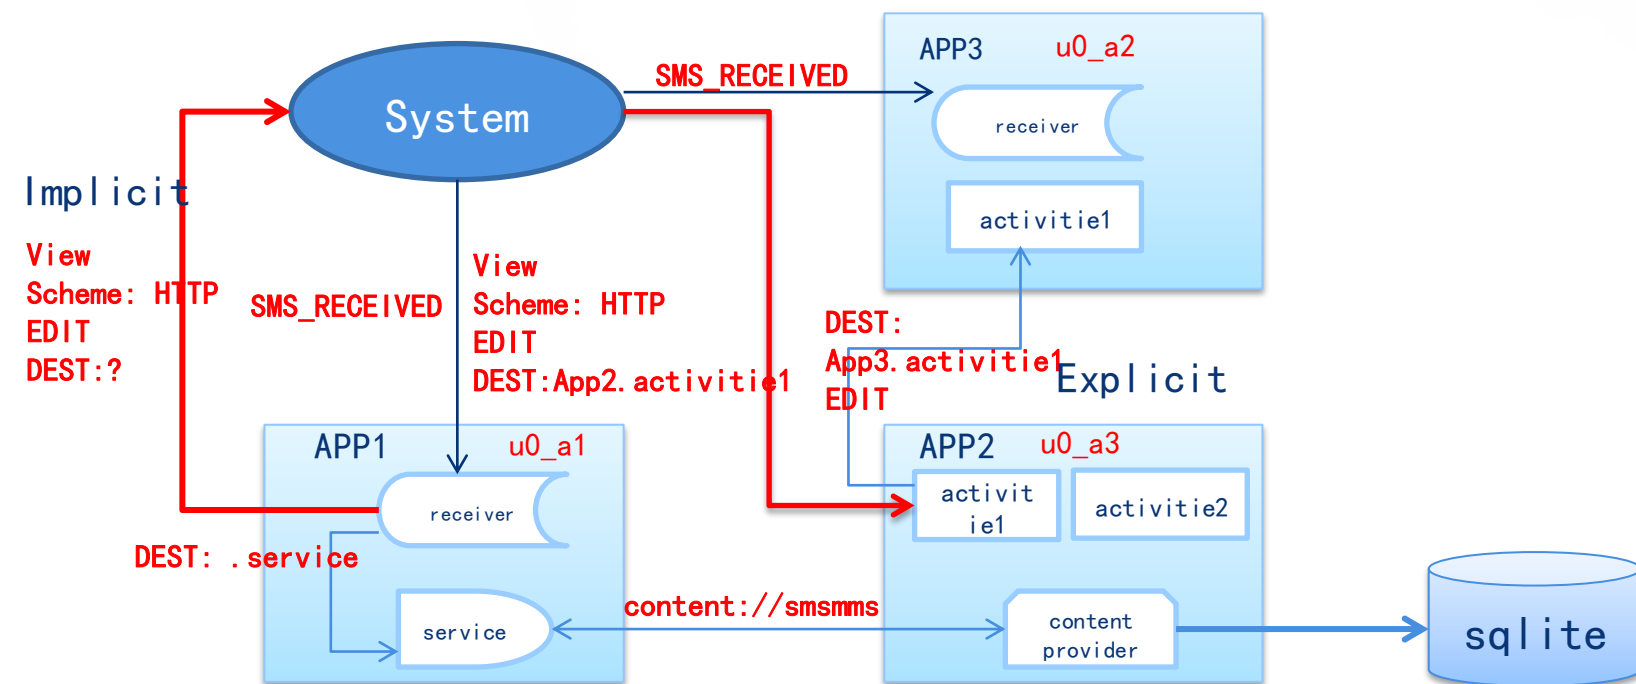 APP3
u0_a2
SMS_RECEIVED
System
receiver
Implicit
activitie1
View
Scheme: HTTP
EDIT
DEST:?
SMS_RECEIVED
View
Scheme: HTTP
EDIT
DEST:App2.activitie1
DEST:
App3.activitie1
EDIT
Explicit
APP1
u0_a1
APP2
u0_a3
receiver
activit
ie1
activitie2
DEST: .service
service
content://smsmms
content
provider
sqlite